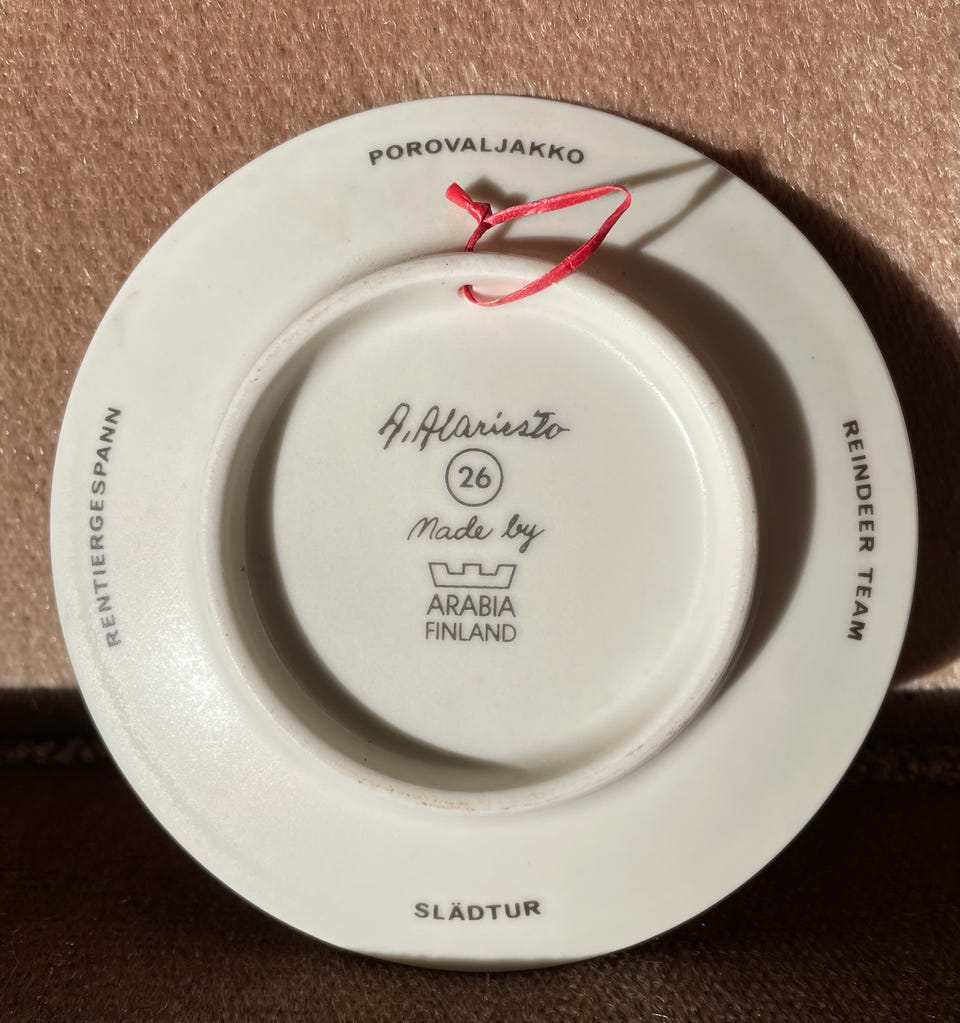 POROVALJAKKO
RENTIERGESPANN
REINDEER TEAM
A. Alariesto
26
Made by
ARABIA
FINLAND
SLÄDTUR